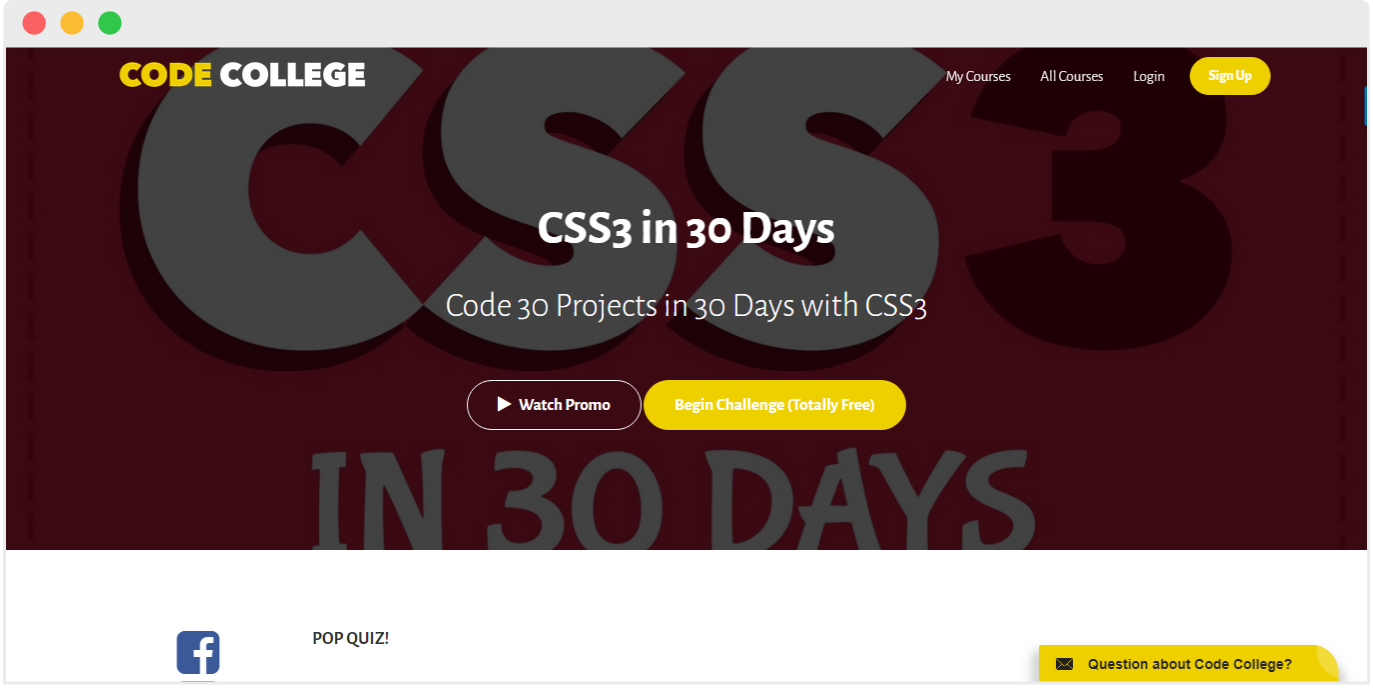 CODE COLLEGE
My Courses
All Courses
Login
Sign Up
CSS3
CSS3 in 30 Days
Code 30 Projects in 30 Days with CSS3
Watch Promo
Begin Challenge (Totally Free)
IN 30 DAYS
POP QUIZ!
Question about Code College?